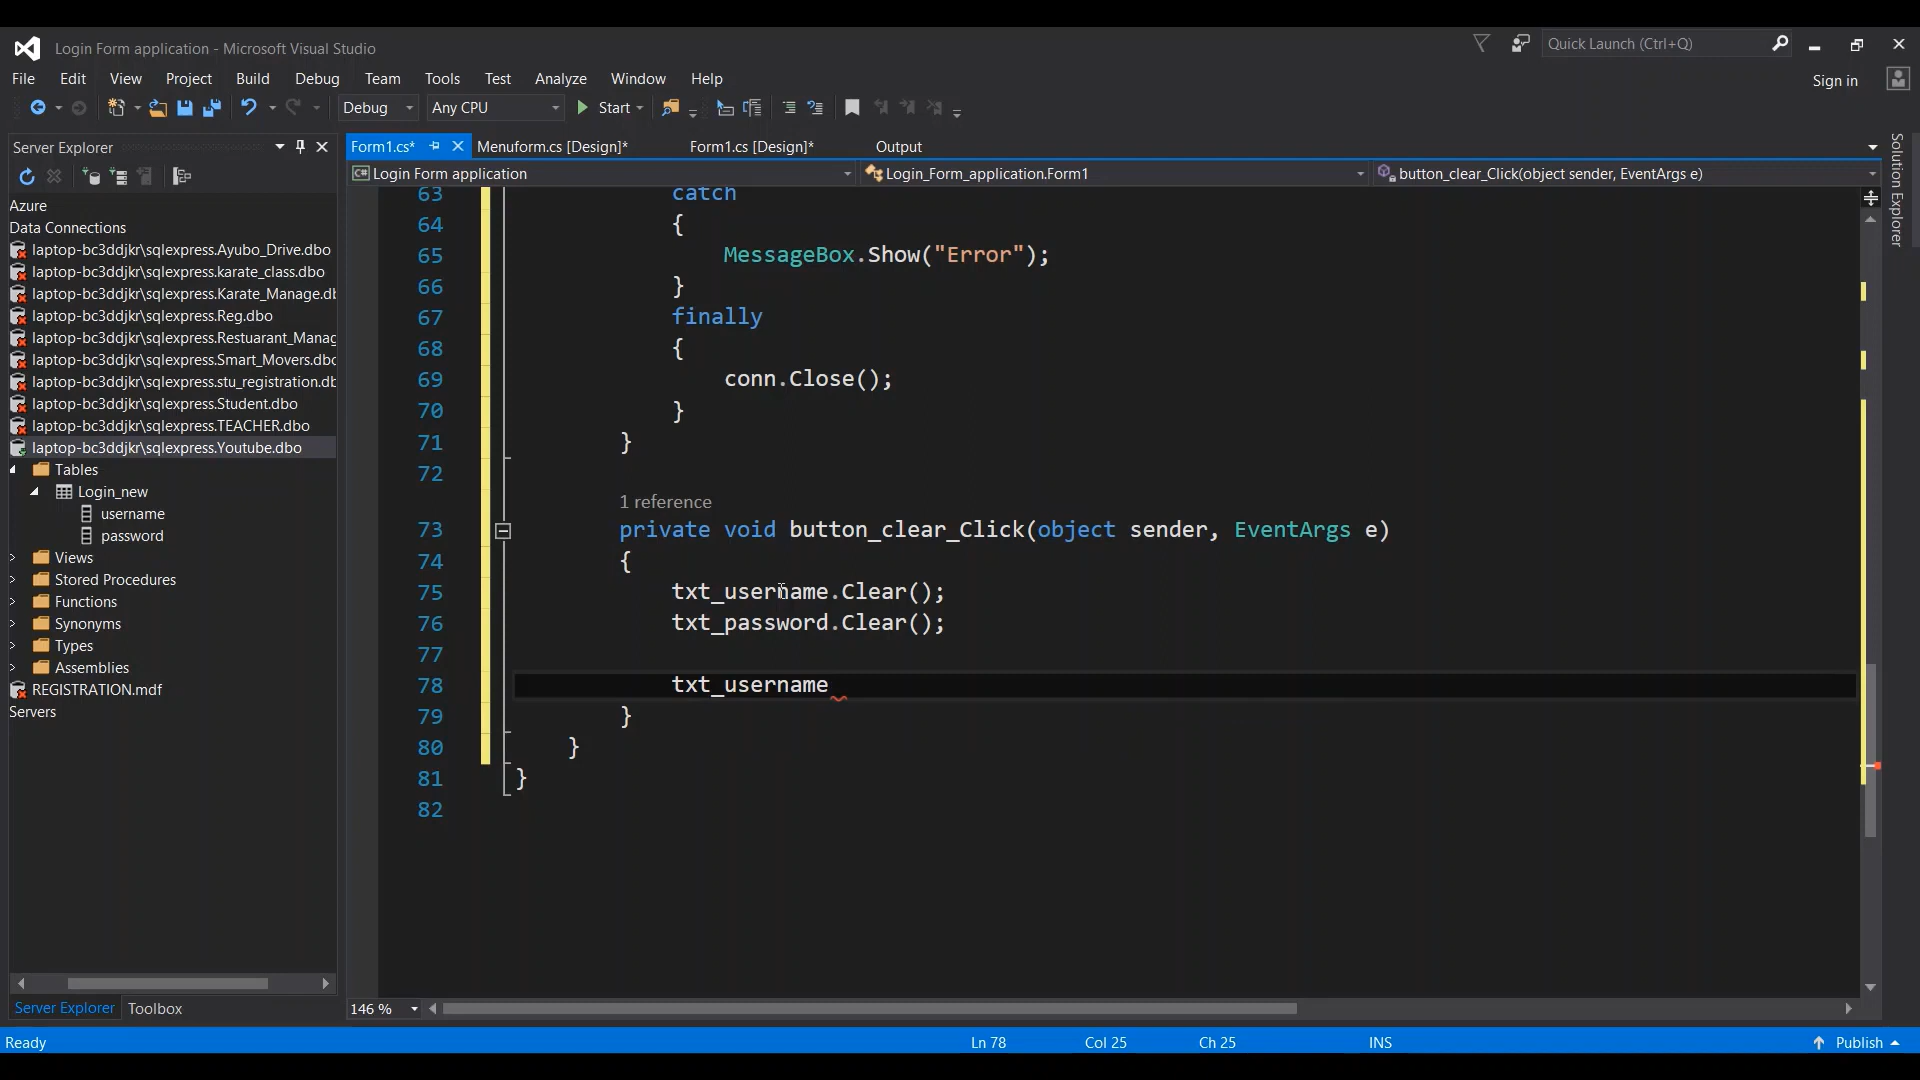 Login Form application - Microsoft Visual Studio
Quick Launch (Ctrl+Q)
File Edit View Project Build Debug Team Tools Test Analyze Window Help
Sign in
Debug Any CPU Start
Server Explorer
Form1.cs* Menuform.cs [Design]* Form1.cs [Design]* Output
Login Form application Login_Form_application.Form1 button_clear_Click(object sender, EventArgs e)
Solution Explorer
Azure
Data Connections
laptop-bc3ddjkr\sqlexpress.Ayubo_Drive.dbo
laptop-bc3ddjkr\sqlexpress.karate_class.dbo
laptop-bc3ddjkr\sqlexpress.Karate_Manage.db
laptop-bc3ddjkr\sqlexpress.Reg.dbo
laptop-bc3ddjkr\sqlexpress.Restuarant_Manag
laptop-bc3ddjkr\sqlexpress.Smart_Movers.dbo
laptop-bc3ddjkr\sqlexpress.stu_registration.db
laptop-bc3ddjkr\sqlexpress.Student.dbo
laptop-bc3ddjkr\sqlexpress.TEACHER.dbo
laptop-bc3ddjkr\sqlexpress.Youtube.dbo
Tables
Login_new
username
password
Views
Stored Procedures
Functions
Synonyms
Types
Assemblies
REGISTRATION.mdf
Servers
Server Explorer Toolbox
63 catch
64 {
65 MessageBox.Show("Error");
66 }
67 finally
68 {
69 conn.Close();
70 }
71 }
72
1 reference
73 private void button_clear_Click(object sender, EventArgs e)
74 {
75 txt_username.Clear();
76 txt_password.Clear();
77
78 txt_username
79 }
80 }
81 }
82
146 %
Ready Ln 78 Col 25 Ch 25 INS Publish